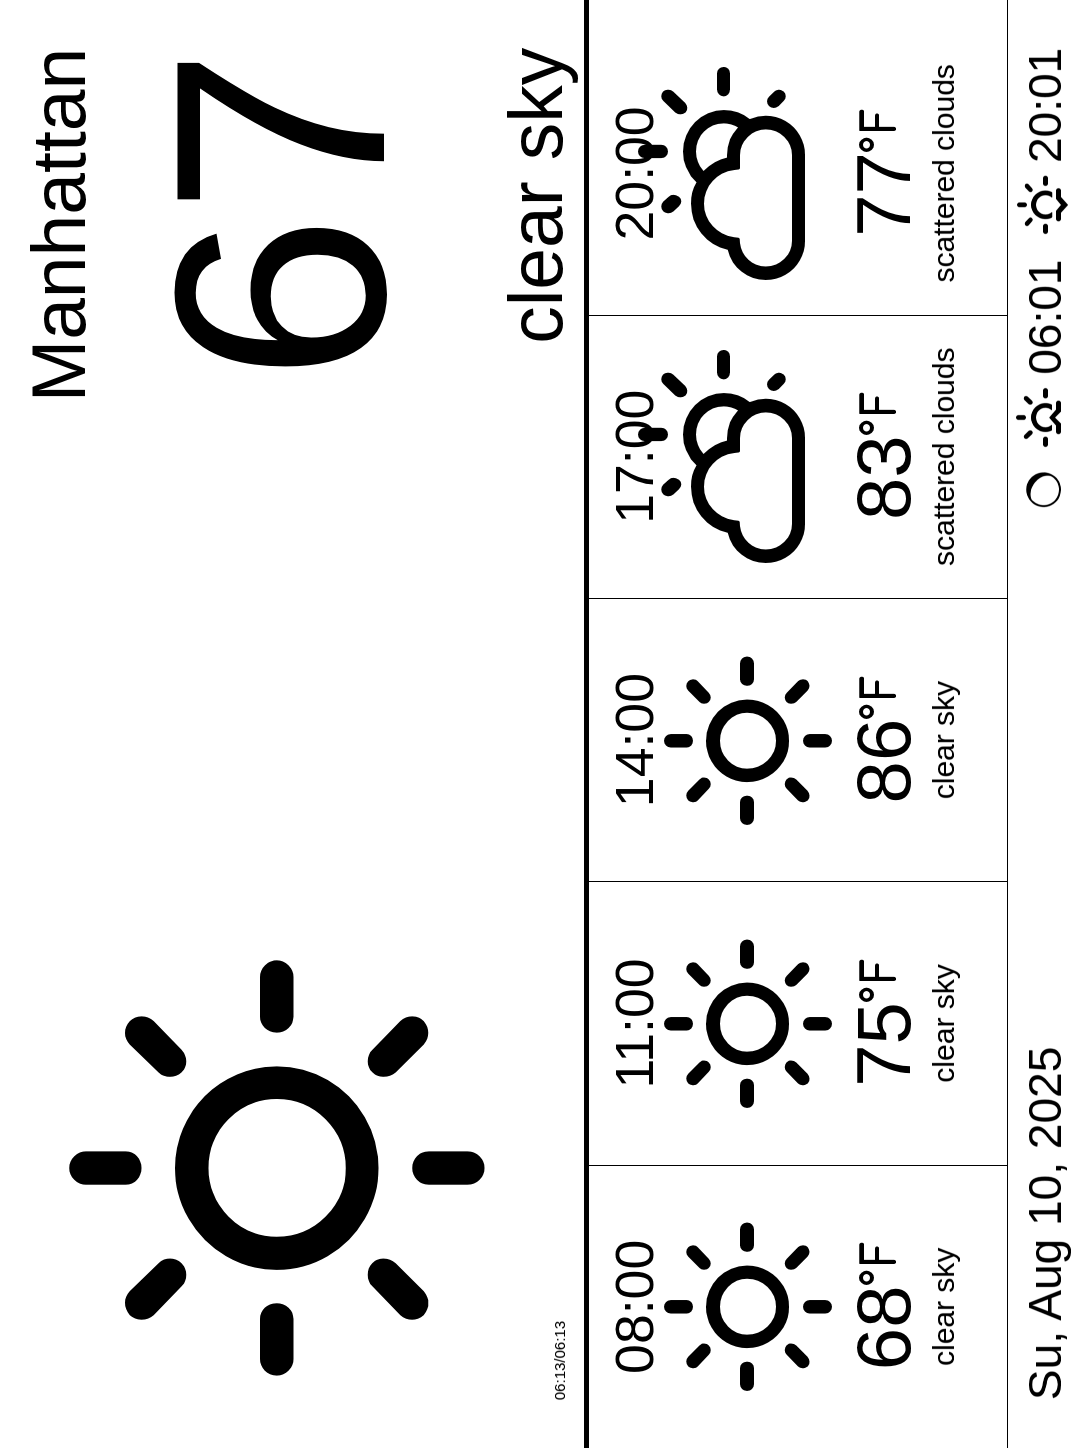 Manhattan
67
clear sky
06:13/06:13
08:00 11:00 14:00 17:00 20:00
68°F 75°F 86°F 83°F 77°F
clear sky clear sky clear sky scattered clouds scattered clouds
Su, Aug 10, 2025 06:01 20:01